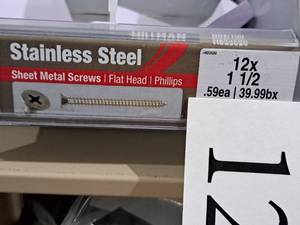 Stainless Steel
Sheet Metal Screws | Flat Head | Phillips
12x
1 1/2
.59ea | 39.99bx
12